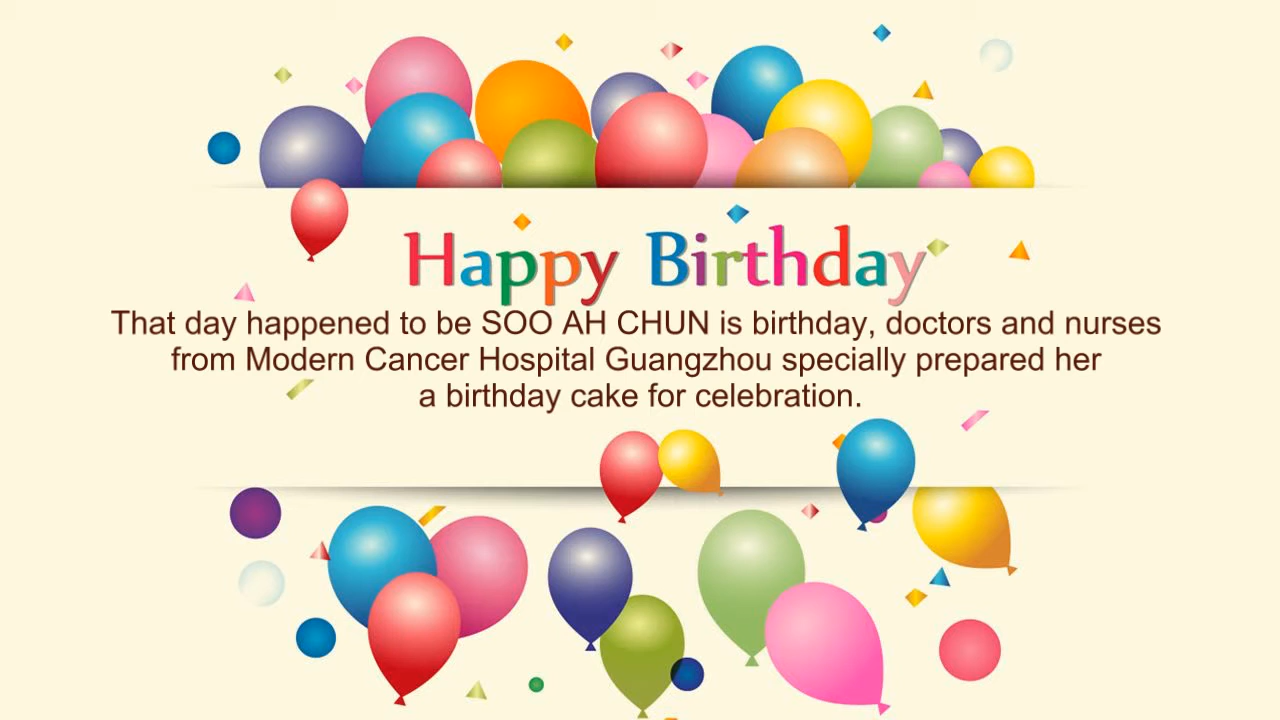 Happy Birthday
That day happened to be SOO AH CHUN is birthday, doctors and nurses
from Modern Cancer Hospital Guangzhou specially prepared her
a birthday cake for celebration.